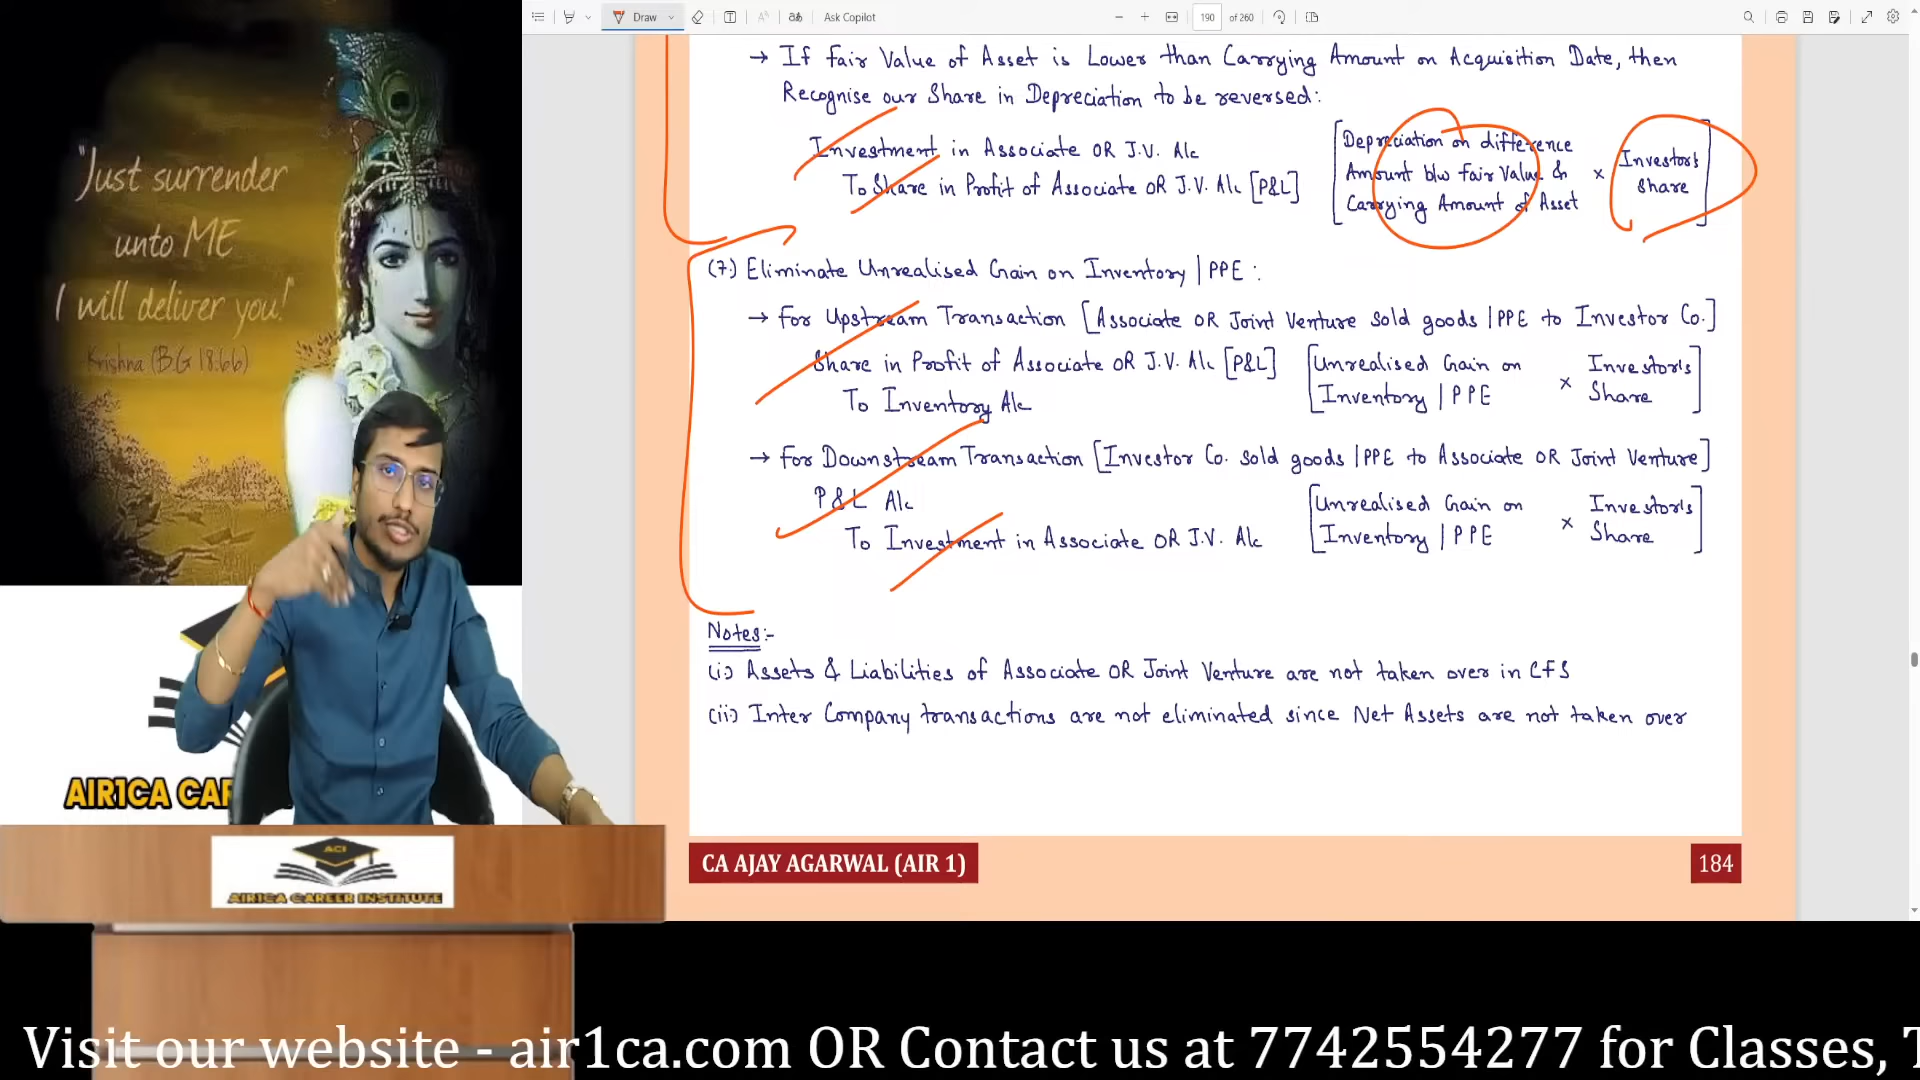 Draw
Ask Copilot
190 of 260
"Just surrender
unto ME
I will deliver you!"
Krishna (B.G 18.66)
→ If Fair Value of Asset is Lower than Carrying Amount on Acquisition Date, then
Recognise our Share in Depreciation to be reversed:
Investment in Associate OR J.V. A/c
To Share in Profit of Associate OR J.V. A/c [P&L]
[Depreciation on difference Amount b/w Fair Value & Carrying Amount of Asset × Investor's Share]
(7.) Eliminate Unrealised Gain on Inventory | PPE :
→ For Upstream Transaction [Associate OR Joint Venture sold goods | PPE to Investor Co.]
Share in Profit of Associate OR J.V. A/c [P&L]
To Inventory A/c
[Unrealised Gain on Inventory | PPE × Investor's Share]
→ For Downstream Transaction [Investor Co. sold goods | PPE to Associate OR Joint Venture]
P&L A/c
To Investment in Associate OR J.V. A/c
[Unrealised Gain on Inventory | PPE × Investor's Share]
Notes:-
(i) Assets & Liabilities of Associate OR Joint Venture are not taken over in CFS
(ii) Inter Company transactions are not eliminated since Net Assets are not taken over
AIR1CA CAR
ACI
AIR1CA CAREER INSTITUTE
CA AJAY AGARWAL (AIR 1)
184
Visit our website - air1ca.com OR Contact us at 7742554277 for Classes, T